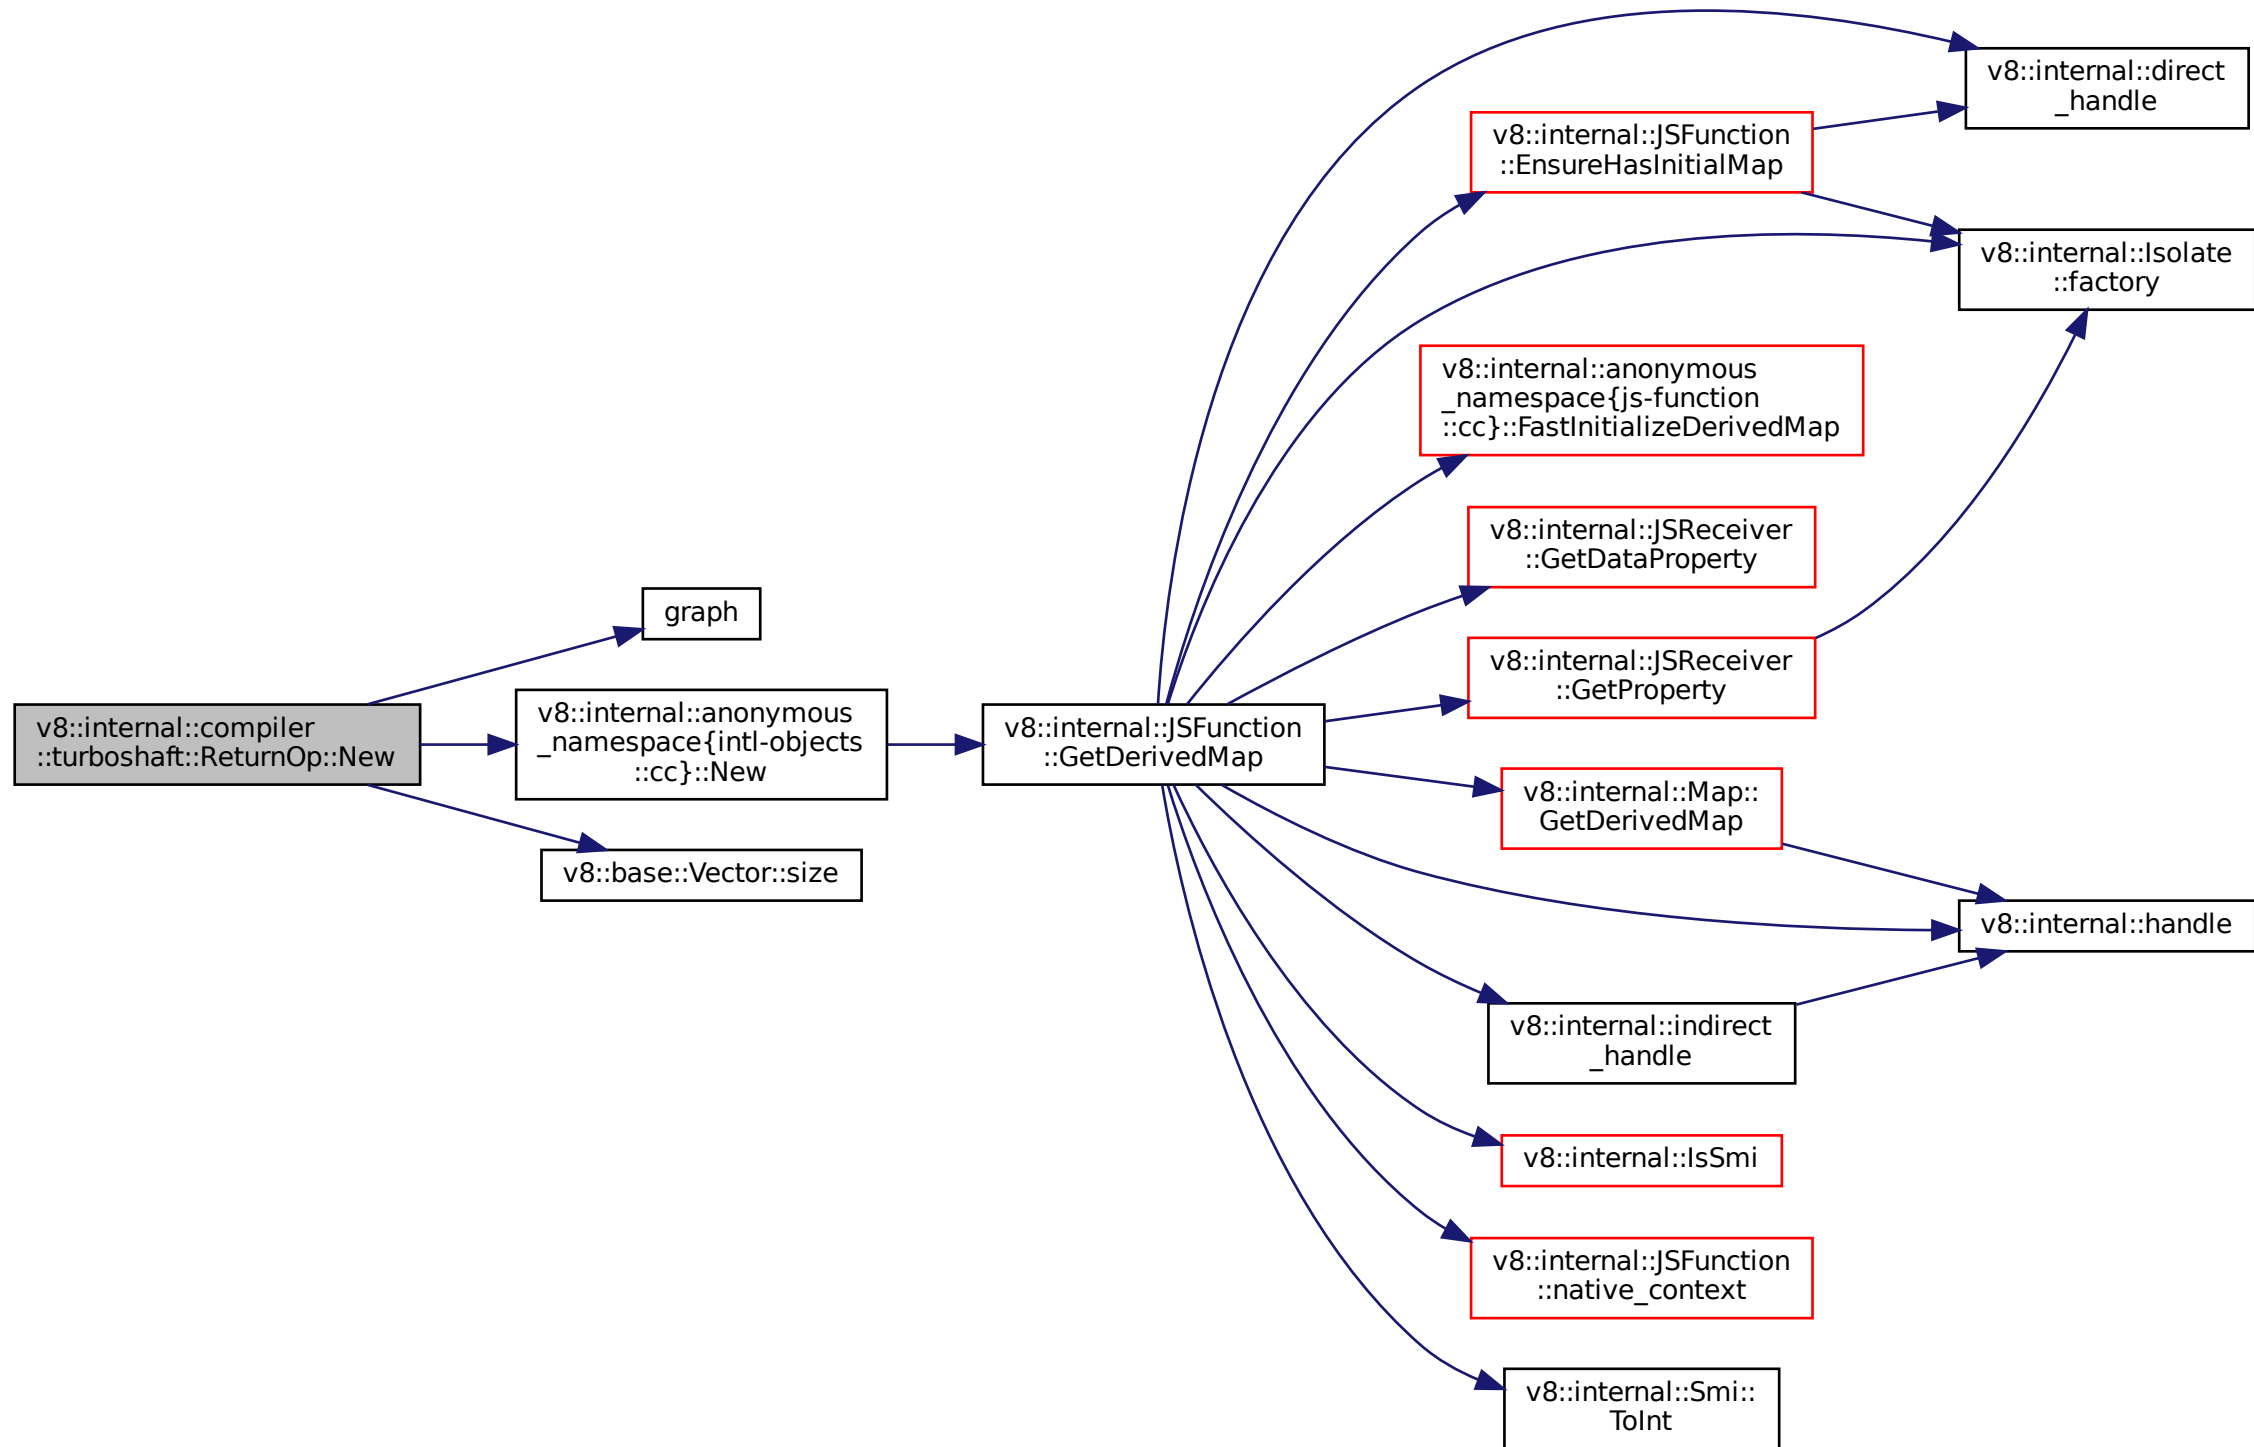 v8::internal::compiler
::turboshaft::ReturnOp::New
graph
v8::internal::anonymous
_namespace{intl-objects
::cc}::New
v8::base::Vector::size
v8::internal::JSFunction
::GetDerivedMap
v8::internal::direct
_handle
v8::internal::JSFunction
::EnsureHasInitialMap
v8::internal::Isolate
::factory
v8::internal::anonymous
_namespace{js-function
::cc}::FastInitializeDerivedMap
v8::internal::JSReceiver
::GetDataProperty
v8::internal::JSReceiver
::GetProperty
v8::internal::Map::
GetDerivedMap
v8::internal::handle
v8::internal::indirect
_handle
v8::internal::IsSmi
v8::internal::JSFunction
::native_context
v8::internal::Smi::
ToInt